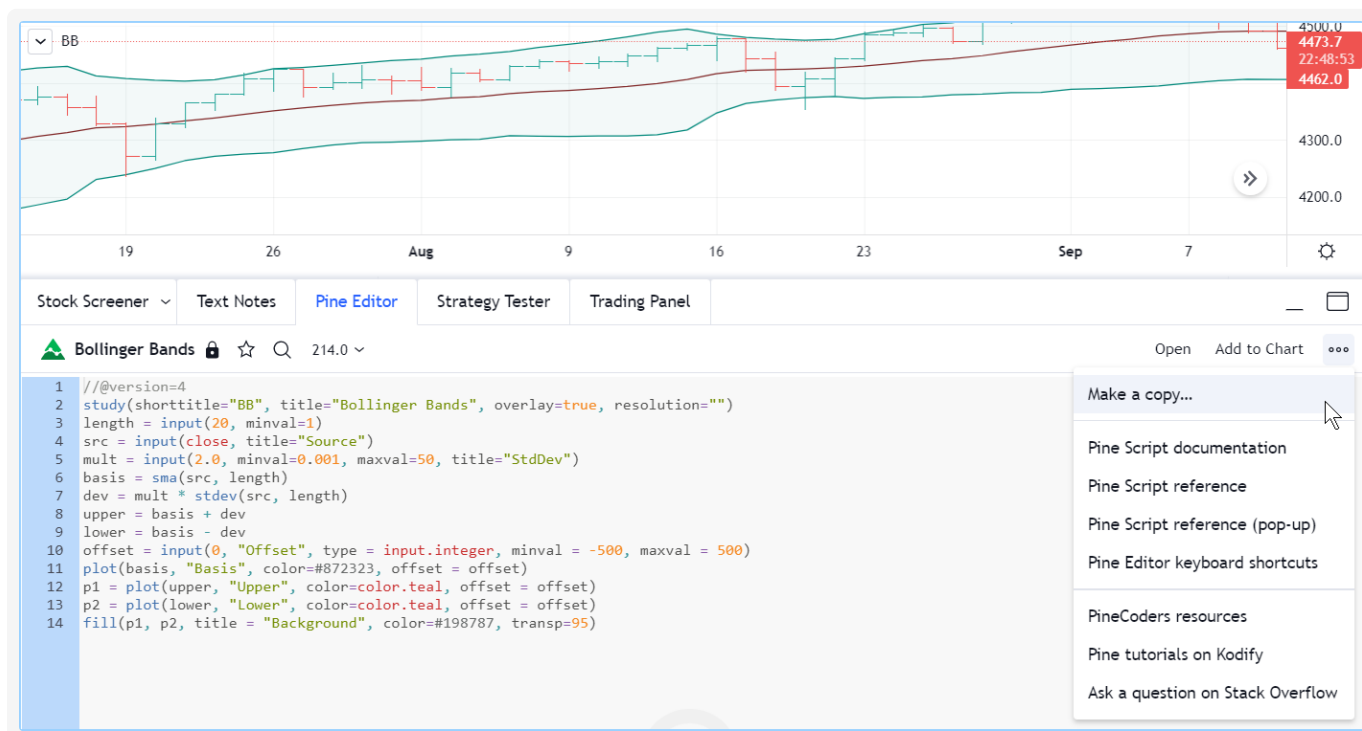 BB
4500.0
4473.7
22:48:53
4462.0
4300.0
4200.0
19 26 Aug 9 16 23 Sep 7
Stock Screener Text Notes Pine Editor Strategy Tester Trading Panel
Bollinger Bands 214.0 Open Add to Chart
1 //@version=4
2 study(shorttitle="BB", title="Bollinger Bands", overlay=true, resolution="")
3 length = input(20, minval=1)
4 src = input(close, title="Source")
5 mult = input(2.0, minval=0.001, maxval=50, title="StdDev")
6 basis = sma(src, length)
7 dev = mult * stdev(src, length)
8 upper = basis + dev
9 lower = basis - dev
10 offset = input(0, "Offset", type = input.integer, minval = -500, maxval = 500)
11 plot(basis, "Basis", color=#872323, offset = offset)
12 p1 = plot(upper, "Upper", color=color.teal, offset = offset)
13 p2 = plot(lower, "Lower", color=color.teal, offset = offset)
14 fill(p1, p2, title = "Background", color=#198787, transp=95)
Make a copy...
Pine Script documentation
Pine Script reference
Pine Script reference (pop-up)
Pine Editor keyboard shortcuts
PineCoders resources
Pine tutorials on Kodify
Ask a question on Stack Overflow